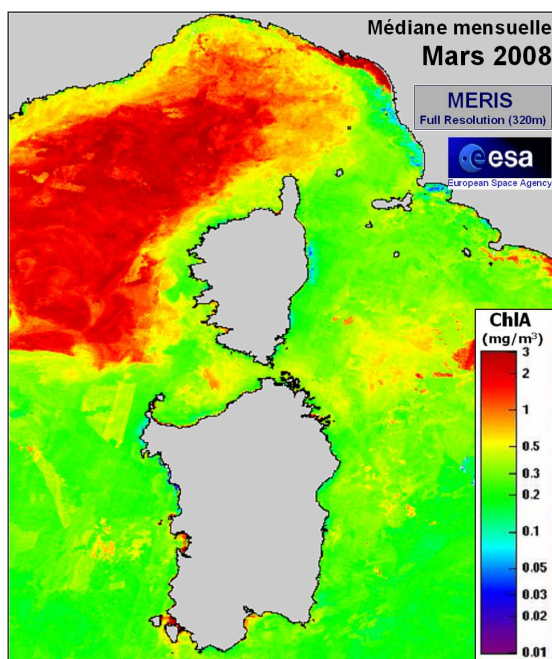 Médiane mensuelle
Mars 2008
MERIS
Full Resolution (320m)
esa
European Space Agency
ChlA
(mg/m³)
3
2
1
0.5
0.3
0.2
0.1
0.05
0.03
0.02
0.01